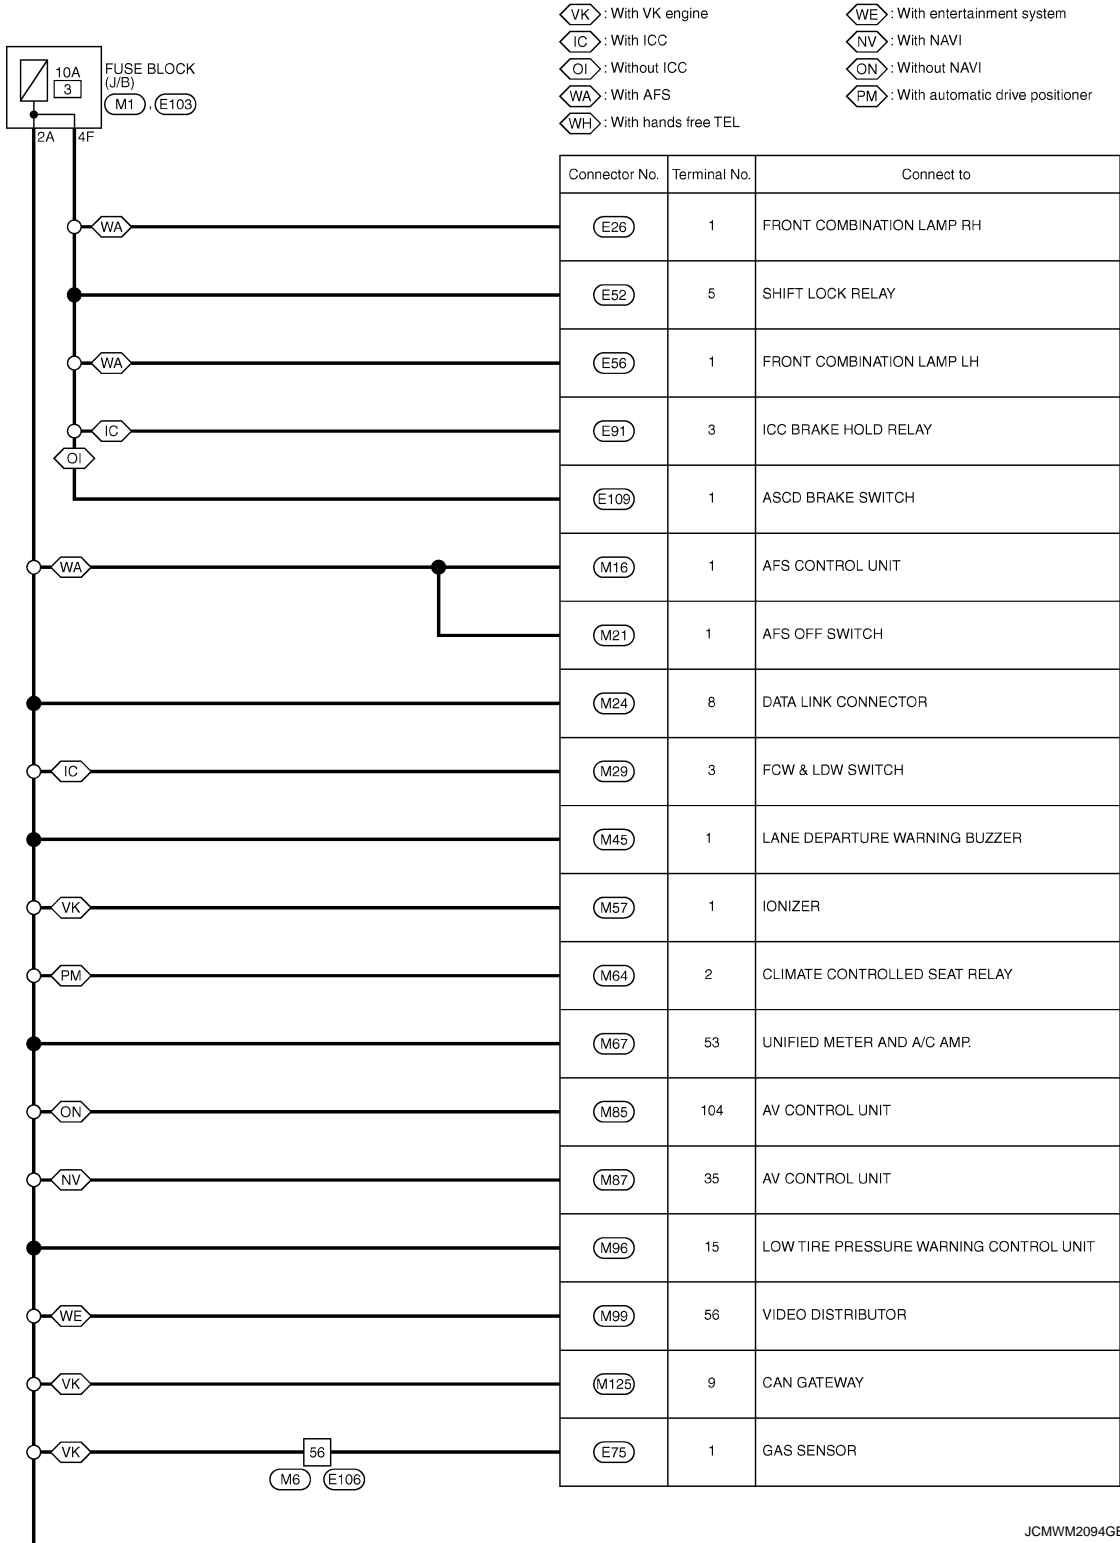 VK : With VK engine
IC : With ICC
OI : Without ICC
WA : With AFS
WH : With hands free TEL
WE : With entertainment system
NV : With NAVI
ON : Without NAVI
PM : With automatic drive positioner
10A
3
FUSE BLOCK
(J/B)
M1 , E103
2A 4F
Connector No. Terminal No. Connect to
WA E26 1 FRONT COMBINATION LAMP RH
E52 5 SHIFT LOCK RELAY
WA E56 1 FRONT COMBINATION LAMP LH
IC E91 3 ICC BRAKE HOLD RELAY
OI
E109 1 ASCD BRAKE SWITCH
WA M16 1 AFS CONTROL UNIT
M21 1 AFS OFF SWITCH
M24 8 DATA LINK CONNECTOR
IC M29 3 FCW & LDW SWITCH
M45 1 LANE DEPARTURE WARNING BUZZER
VK M57 1 IONIZER
PM M64 2 CLIMATE CONTROLLED SEAT RELAY
M67 53 UNIFIED METER AND A/C AMP.
ON M85 104 AV CONTROL UNIT
NV M87 35 AV CONTROL UNIT
M96 15 LOW TIRE PRESSURE WARNING CONTROL UNIT
WE M99 56 VIDEO DISTRIBUTOR
VK M125 9 CAN GATEWAY
VK 56 E75 1 GAS SENSOR
M6 E106